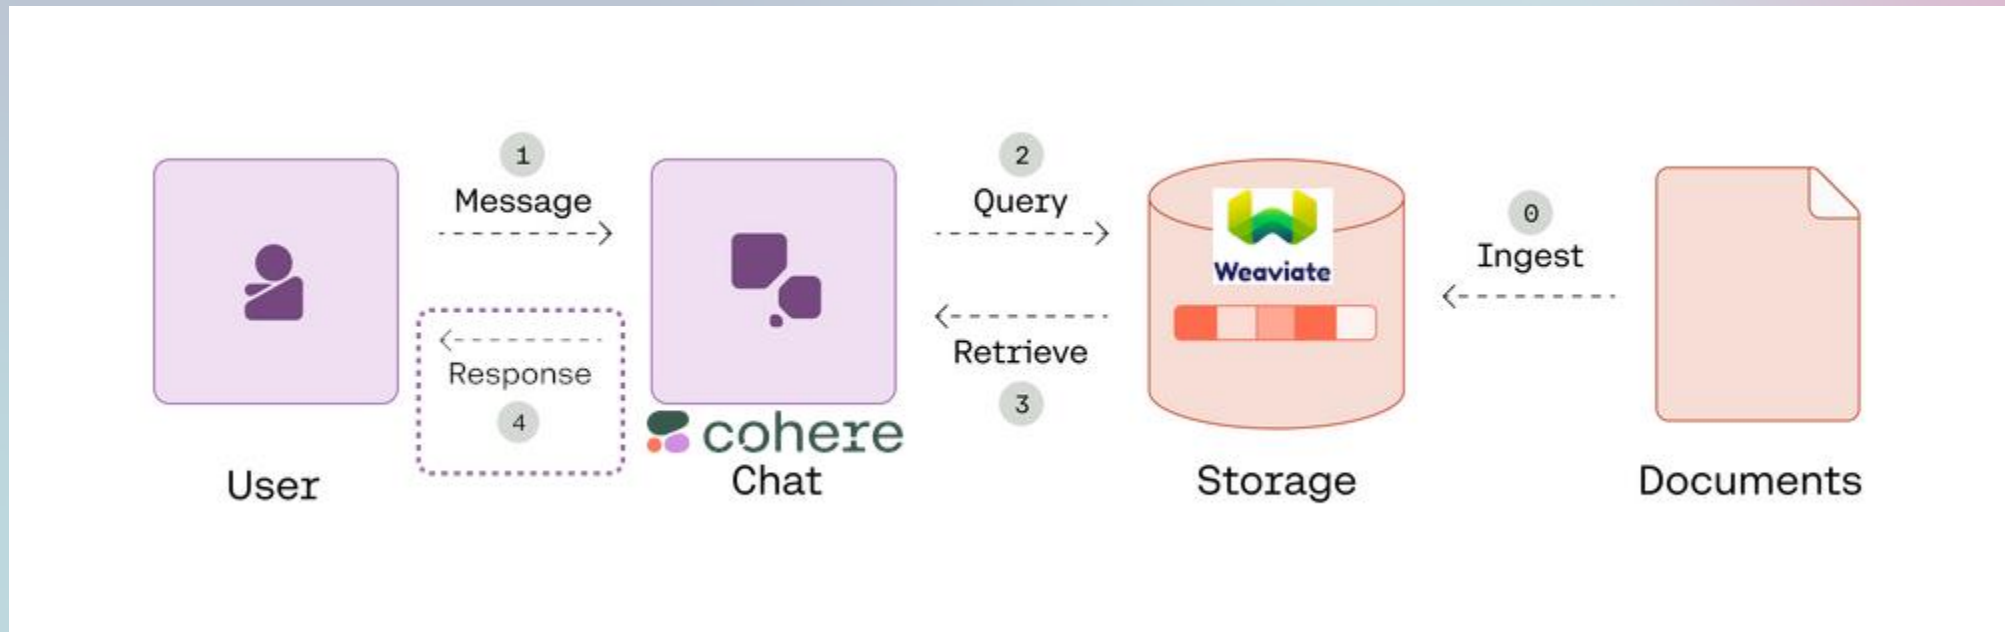 1
Message
2
Query
Weaviate
0
Ingest
Response
4
Retrieve
3
cohere
User
Chat
Storage
Documents